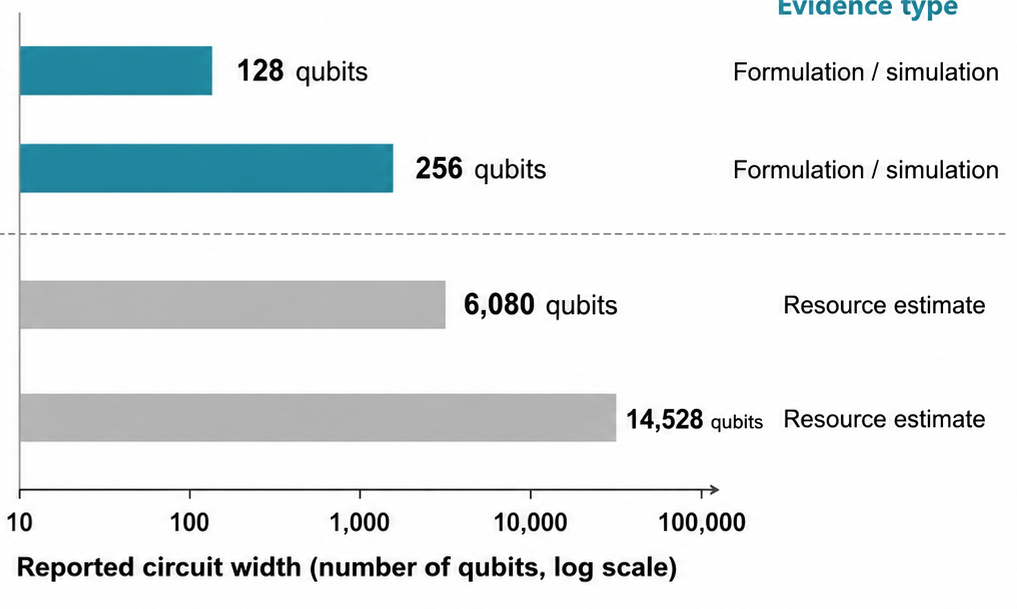 Evidence type
128 qubits Formulation / simulation
256 qubits Formulation / simulation
6,080 qubits Resource estimate
14,528 qubits Resource estimate
10 100 1,000 10,000 100,000
Reported circuit width (number of qubits, log scale)